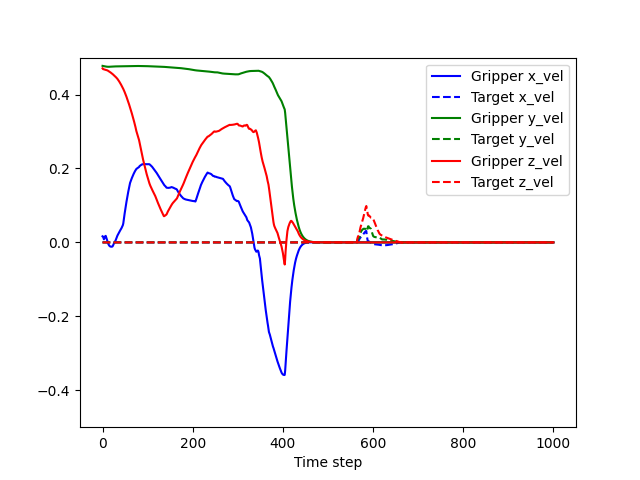 0.4
0.2
0.0
−0.2
−0.4
Gripper x_vel
Target x_vel
Gripper y_vel
Target y_vel
Gripper z_vel
Target z_vel
0 200 400 600 800 1000
Time step